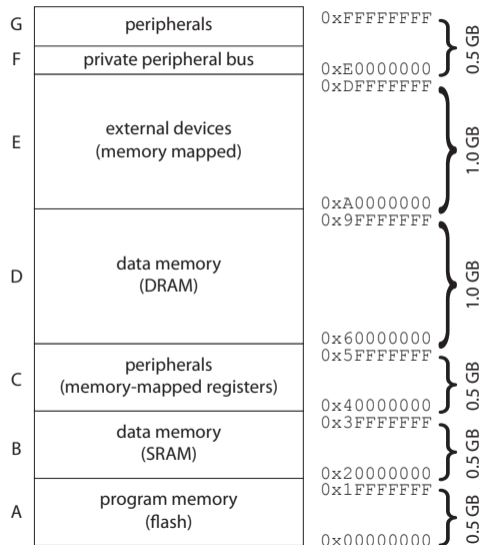 G
peripherals
0xFFFFFFFF
0.5 GB
F
private peripheral bus
0xE0000000
0xDFFFFFFF
E
external devices
(memory mapped)
1.0 GB
0xA0000000
0x9FFFFFFF
D
data memory
(DRAM)
1.0 GB
0x60000000
0x5FFFFFFF
C
peripherals
(memory-mapped registers)
0.5 GB
0x40000000
0x3FFFFFFF
B
data memory
(SRAM)
0.5 GB
0x20000000
0x1FFFFFFF
A
program memory
(flash)
0.5 GB
0x00000000